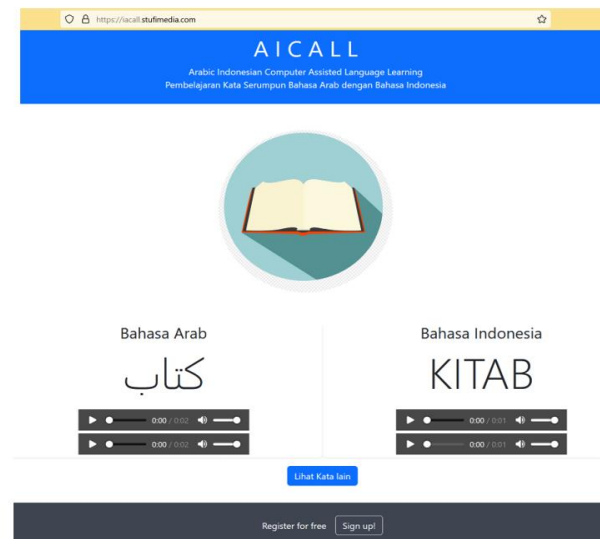 https://iacall.stufimedia.com
AICALL
Arabic Indonesian Computer Assisted Language Learning
Pembelajaran Kata Serumpun Bahasa Arab dengan Bahasa Indonesia
Bahasa Arab
كتاب
0:00 / 0:02
0:00 / 0:02
Bahasa Indonesia
KITAB
0:00 / 0:01
0:00 / 0:01
Lihat Kata lain
Register for free Sign up!